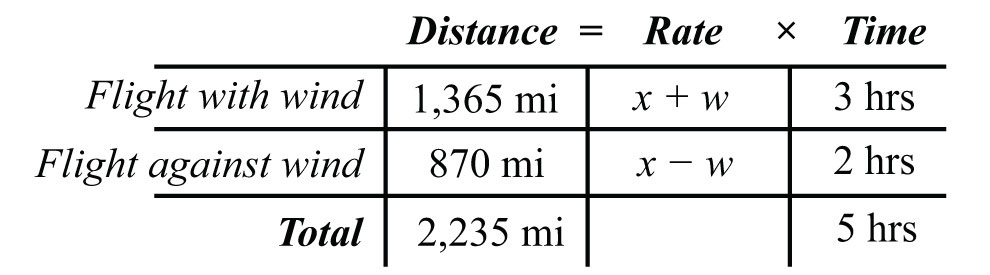 Distance = Rate × Time
Flight with wind 1,365 mi x + w 3 hrs
Flight against wind 870 mi x − w 2 hrs
Total 2,235 mi 5 hrs